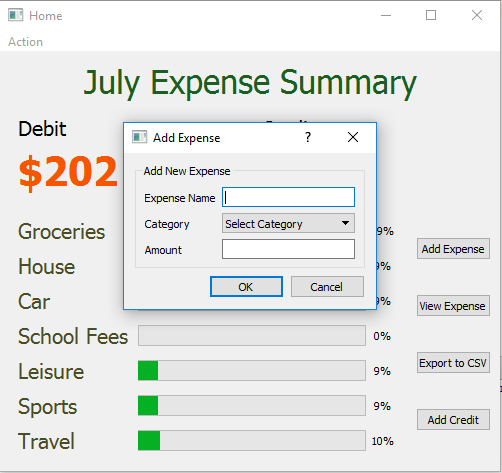 Home
Action
July Expense Summary
Debit
$202
Add Expense ?
Add New Expense
Expense Name
Category Select Category
Amount
OK Cancel
Groceries 9%
House 9%
Car 9%
School Fees 0%
Leisure 9%
Sports 9%
Travel 10%
Add Expense
View Expense
Export to CSV
Add Credit